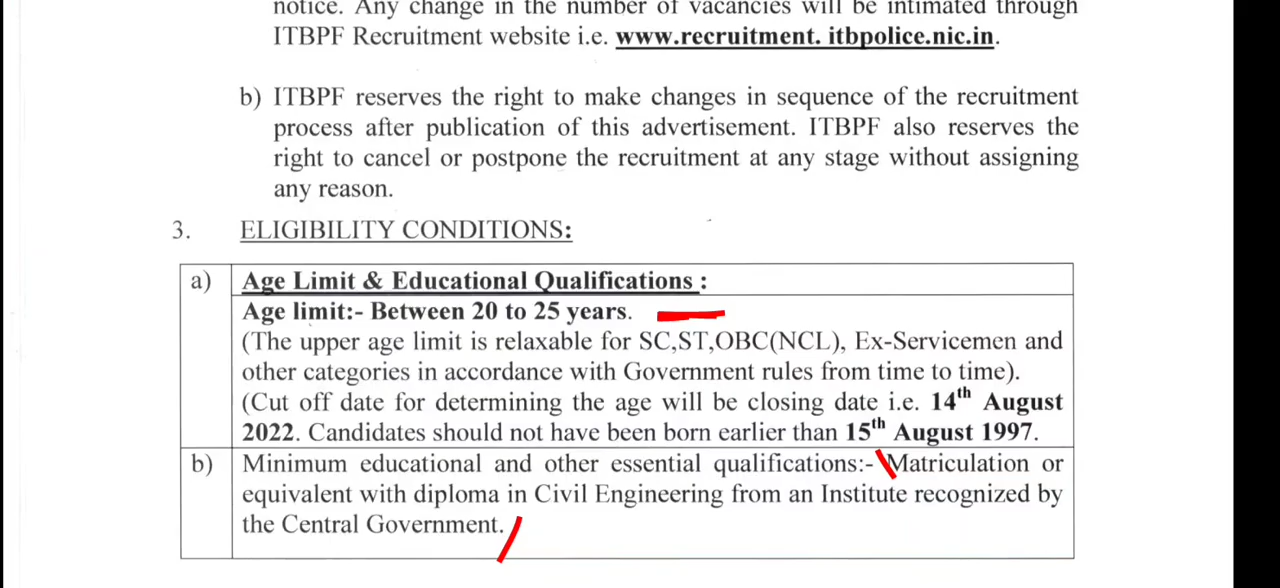 notice. Any change in the number of vacancies will be intimated through
ITBPF Recruitment website i.e. www.recruitment. itbpolice.nic.in.
b) ITBPF reserves the right to make changes in sequence of the recruitment
process after publication of this advertisement. ITBPF also reserves the
right to cancel or postpone the recruitment at any stage without assigning
any reason.
3. ELIGIBILITY CONDITIONS:
a) Age Limit & Educational Qualifications :
Age limit:- Between 20 to 25 years.
(The upper age limit is relaxable for SC,ST,OBC(NCL), Ex-Servicemen and
other categories in accordance with Government rules from time to time).
(Cut off date for determining the age will be closing date i.e. 14th August
2022. Candidates should not have been born earlier than 15th August 1997.
b) Minimum educational and other essential qualifications:- Matriculation or
equivalent with diploma in Civil Engineering from an Institute recognized by
the Central Government.